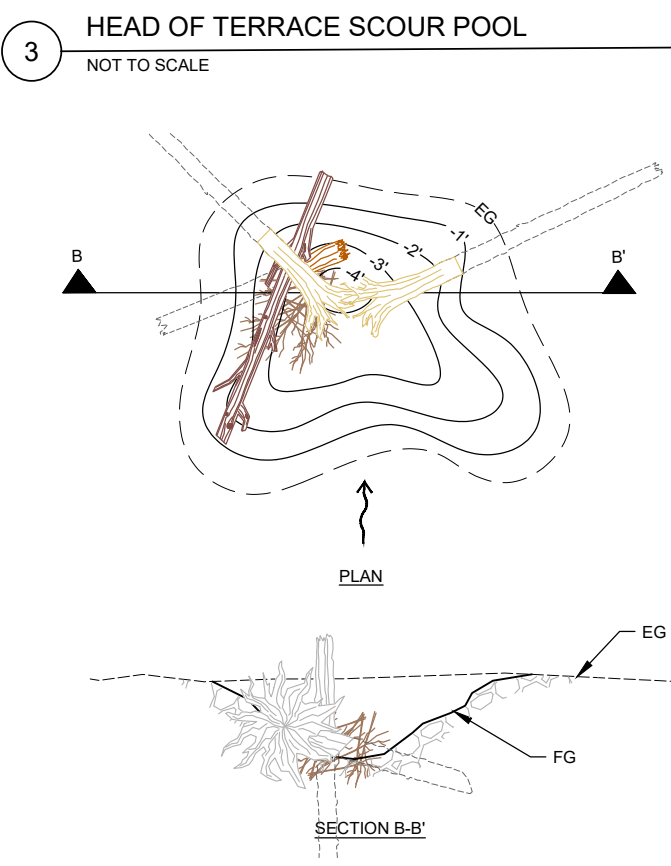 3
HEAD OF TERRACE SCOUR POOL
NOT TO SCALE
EG
-1'
-2'
-3'
-4'
B
B'
PLAN
EG
FG
SECTION B-B'